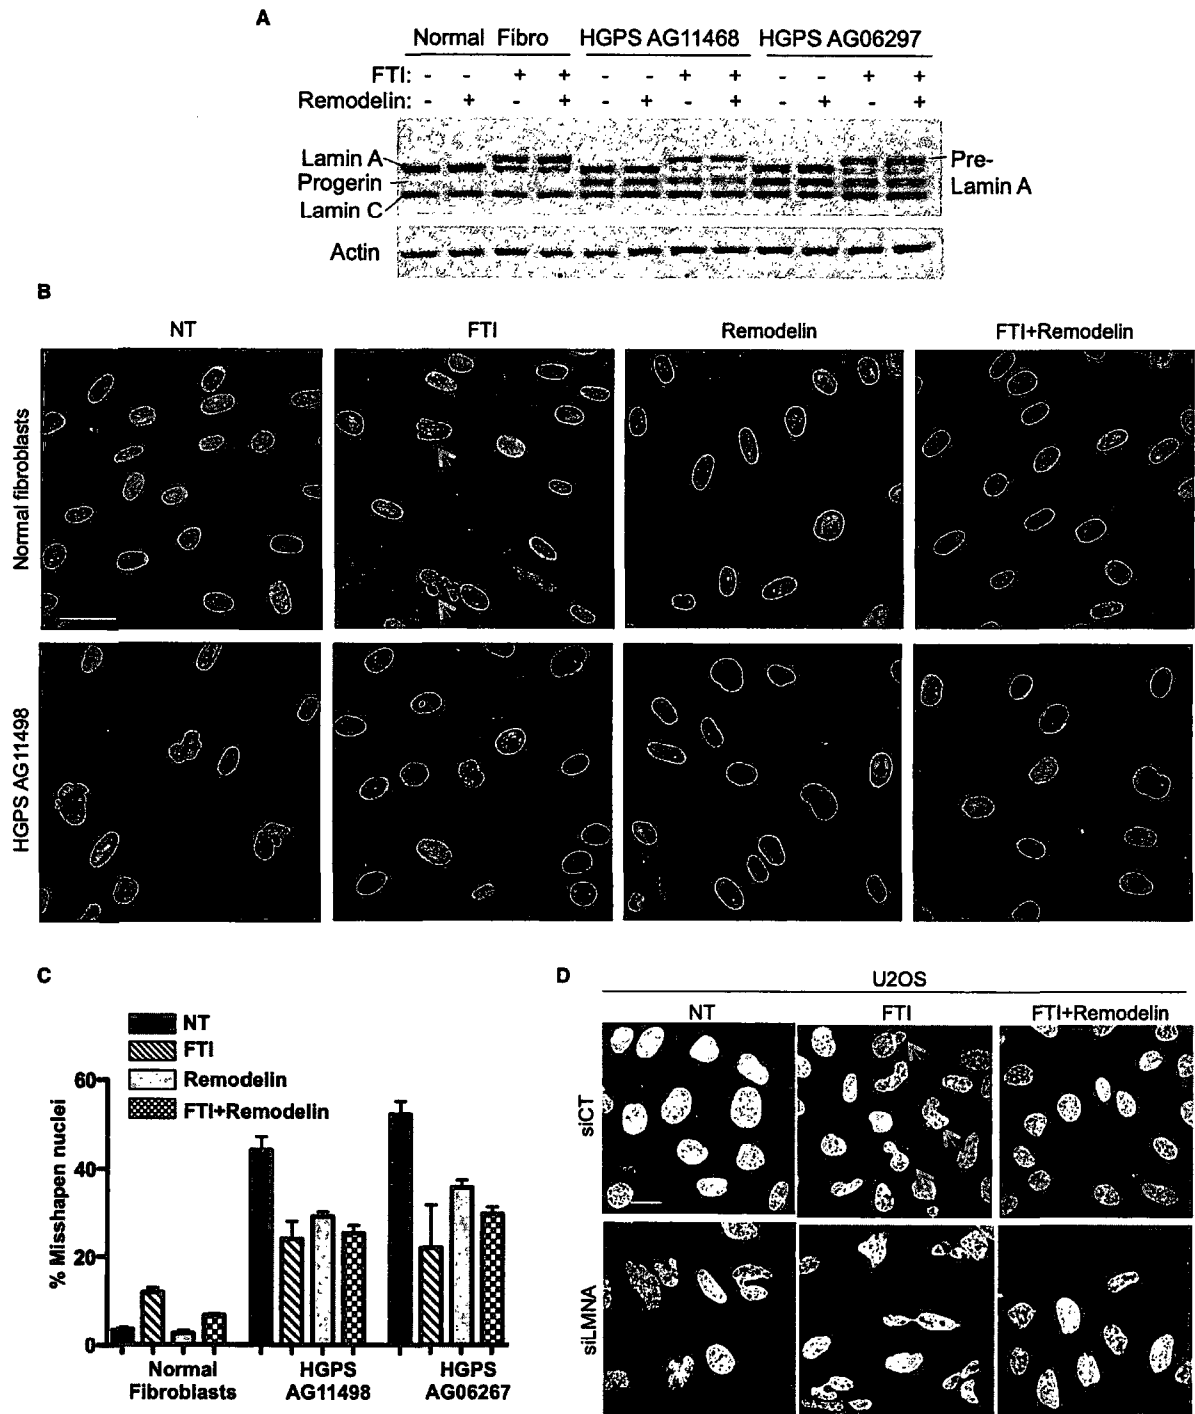 A
Normal Fibro HGPS AG11468 HGPS AG06297
FTI: - - + + - - + + - - + +
Remodelin: - + - + - + - + - + - +
Lamin A
Progerin
Lamin C
Pre-
Lamin A
Actin
B
NT FTI Remodelin FTI+Remodelin
Normal fibroblasts
HGPS AG11498
C
NT
FTI
Remodelin
FTI+Remodelin
% Misshapen nuclei
60
40
20
0
Normal
Fibroblasts
HGPS
AG11498
HGPS
AG06267
D
U2OS
NT FTI FTI+Remodelin
siCT
siLMNA